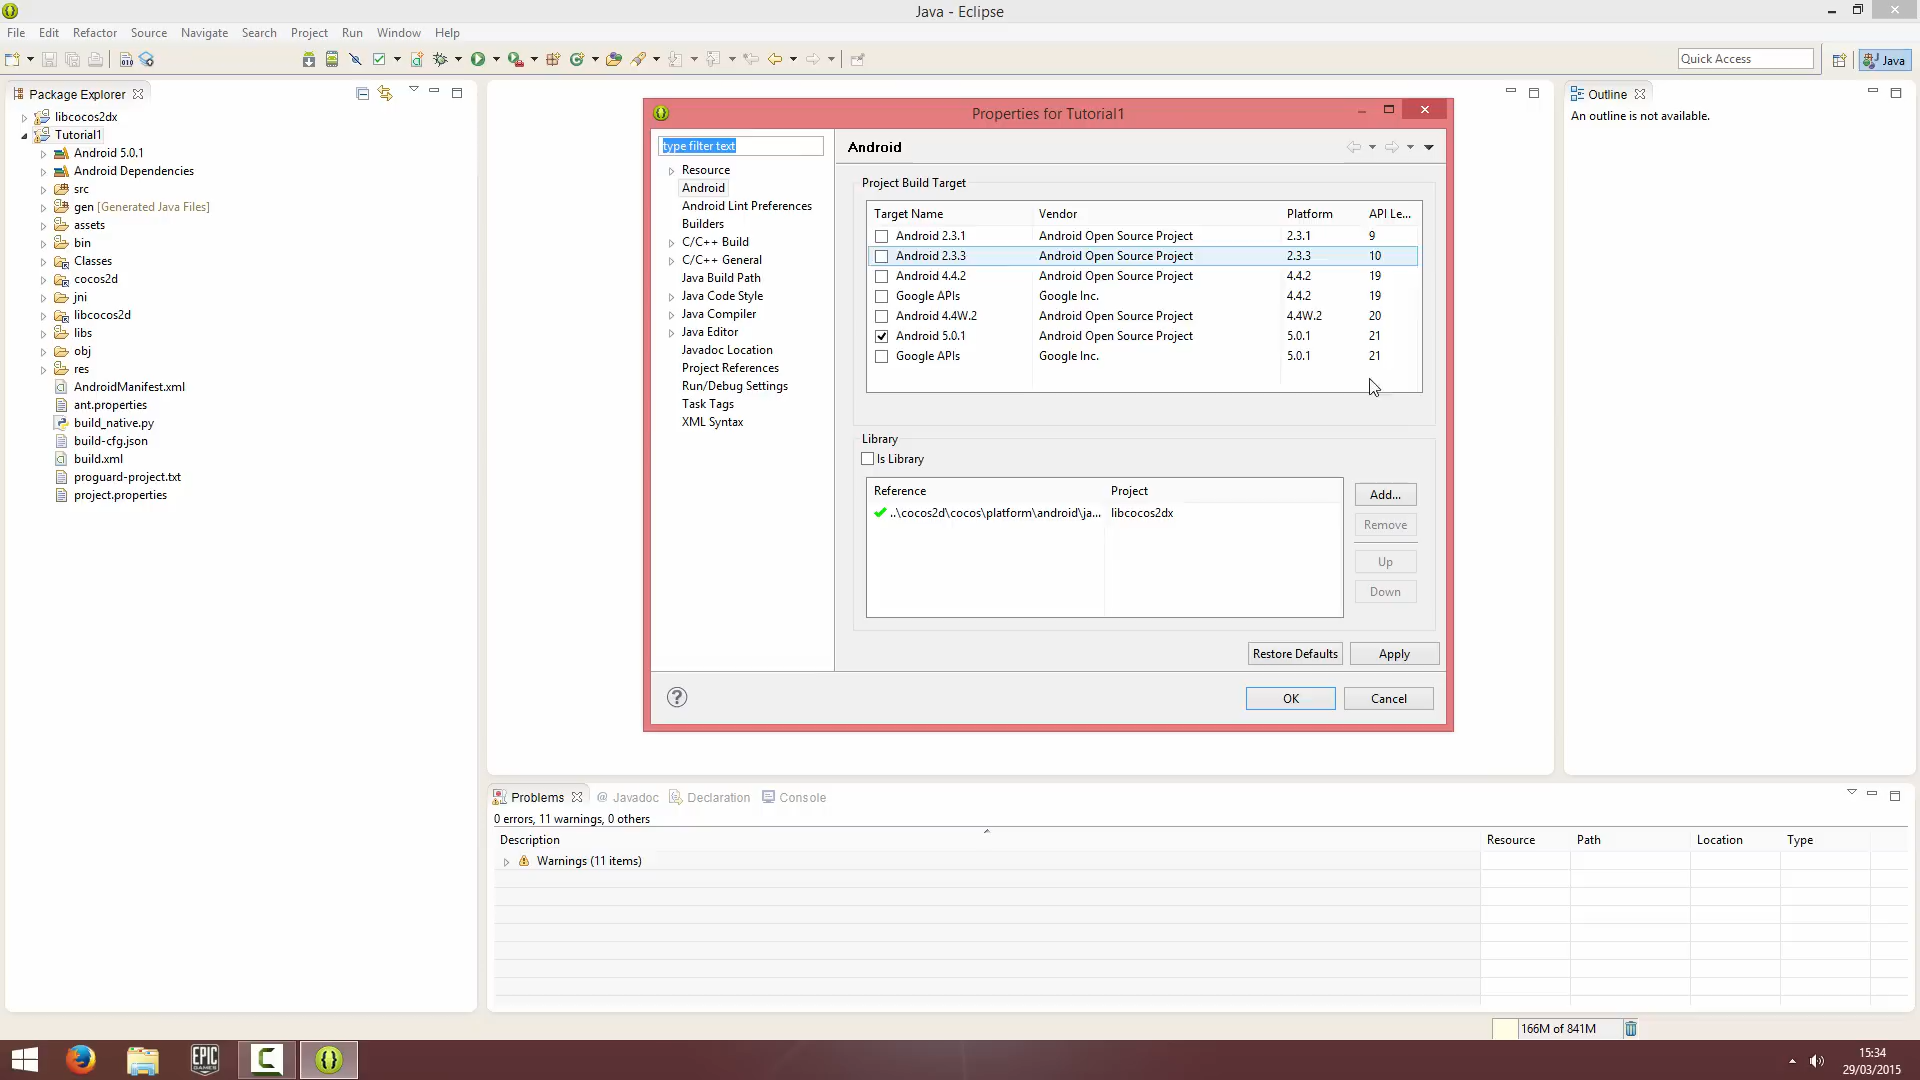 Java - Eclipse
File Edit Refactor Source Navigate Search Project Run Window Help
Quick Access
Java
Package Explorer
libcocos2dx
Tutorial1
Android 5.0.1
Android Dependencies
src
gen [Generated Java Files]
assets
bin
Classes
cocos2d
jni
libcocos2d
libs
obj
res
AndroidManifest.xml
ant.properties
build_native.py
build-cfg.json
build.xml
proguard-project.txt
project.properties
Properties for Tutorial1
type filter text
Resource
Android
Android Lint Preferences
Builders
C/C++ Build
C/C++ General
Java Build Path
Java Code Style
Java Compiler
Java Editor
Javadoc Location
Project References
Run/Debug Settings
Task Tags
XML Syntax
Android
Project Build Target
Target Name Vendor Platform API Le...
Android 2.3.1 Android Open Source Project 2.3.1 9
Android 2.3.3 Android Open Source Project 2.3.3 10
Android 4.4.2 Android Open Source Project 4.4.2 19
Google APIs Google Inc. 4.4.2 19
Android 4.4W.2 Android Open Source Project 4.4W.2 20
Android 5.0.1 Android Open Source Project 5.0.1 21
Google APIs Google Inc. 5.0.1 21
Library
Is Library
Reference Project
..\cocos2d\cocos\platform\android\ja... libcocos2dx
Add...
Remove
Up
Down
Restore Defaults Apply
? OK Cancel
Outline
An outline is not available.
Problems @ Javadoc Declaration Console
0 errors, 11 warnings, 0 others
Description Resource Path Location Type
Warnings (11 items)
166M of 841M
EPIC GAMES
15:34
29/03/2015